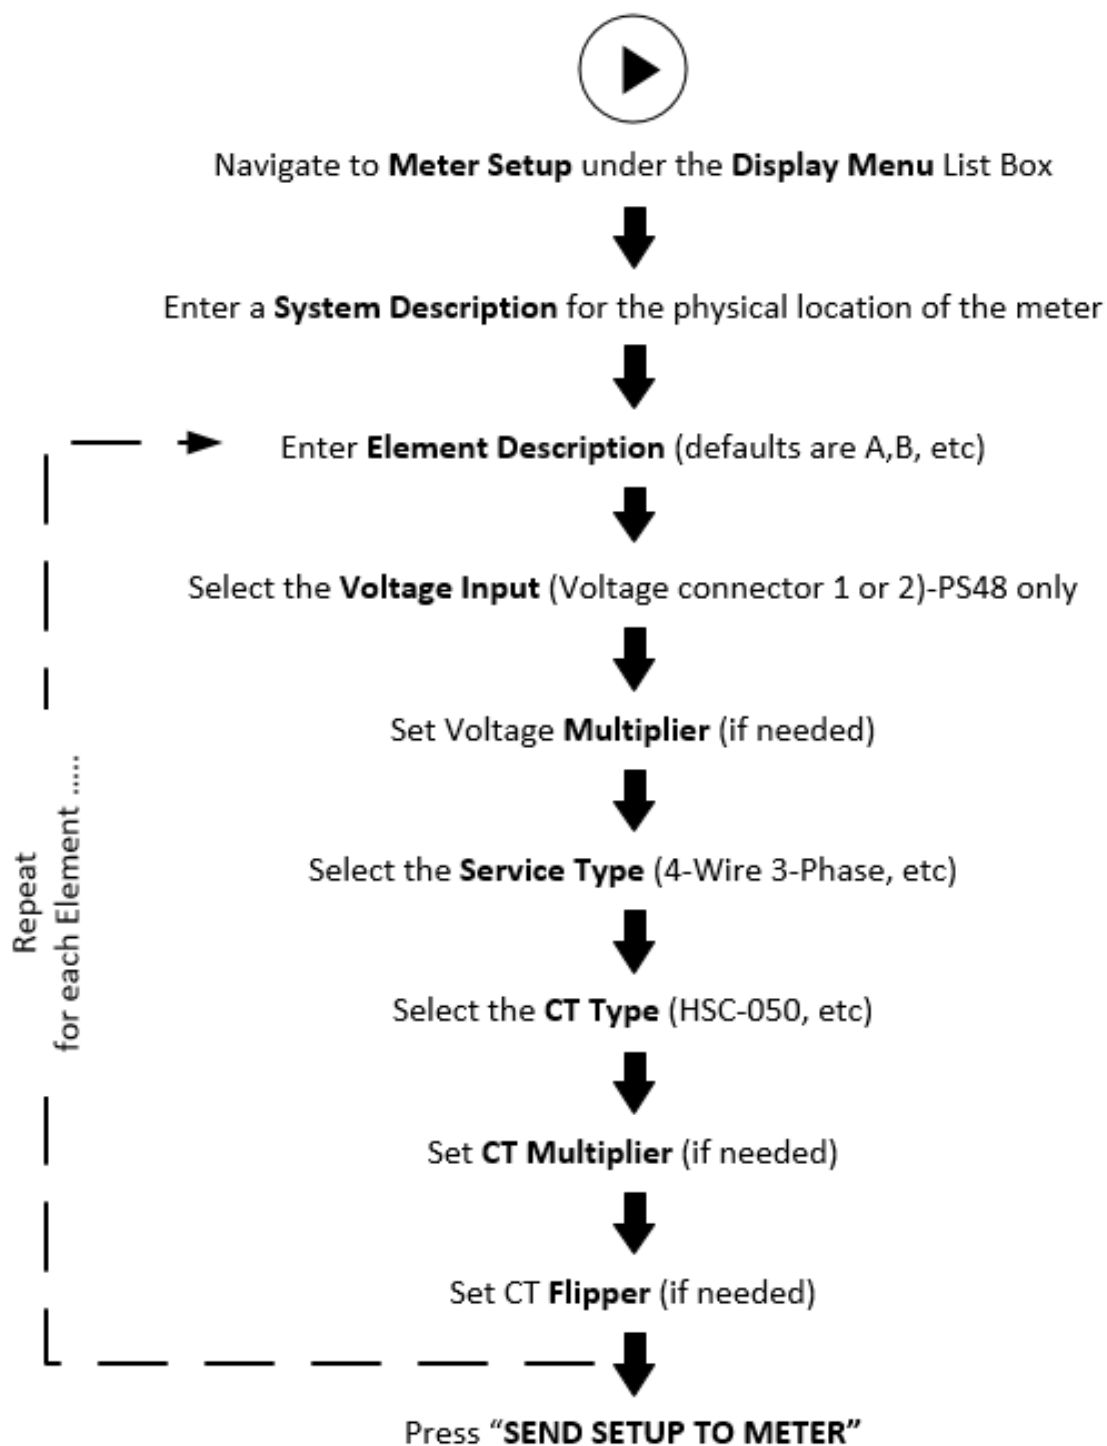 Navigate to Meter Setup under the Display Menu List Box
Enter a System Description for the physical location of the meter
Enter Element Description (defaults are A,B, etc)
Select the Voltage Input (Voltage connector 1 or 2)-PS48 only
Set Voltage Multiplier (if needed)
Select the Service Type (4-Wire 3-Phase, etc)
Select the CT Type (HSC-050, etc)
Set CT Multiplier (if needed)
Set CT Flipper (if needed)
Press “SEND SETUP TO METER”
Repeat
for each Element .....